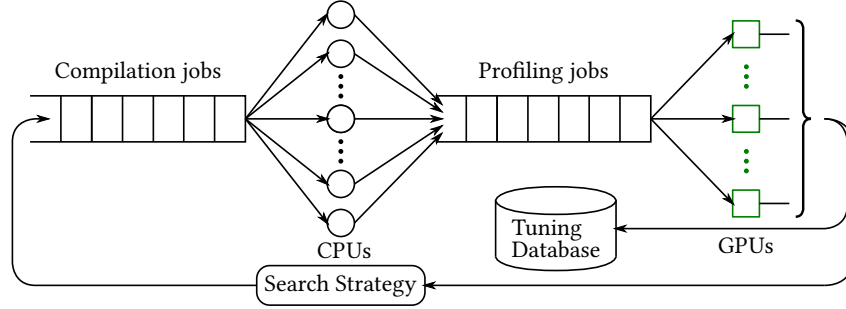 Compilation jobs
Profiling jobs
Tuning
Database
CPUs
GPUs
Search Strategy